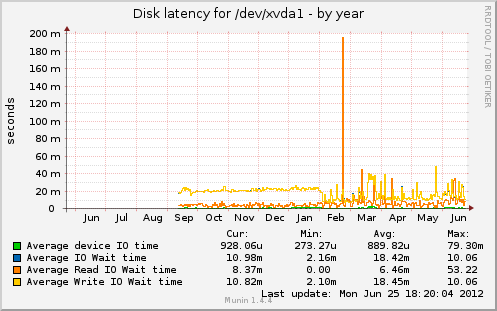 Disk latency for /dev/xvda1 - by year
RRDTOOL / TOBI OETIKER
seconds
200 m
180 m
160 m
140 m
120 m
100 m
80 m
60 m
40 m
20 m
0
Jun Jul Aug Sep Oct Nov Dec Jan Feb Mar Apr May Jun
Cur: Min: Avg: Max:
Average device IO time 928.06u 273.27u 889.82u 79.30m
Average IO Wait time 10.98m 2.16m 18.42m 10.06
Average Read IO Wait time 8.37m 0.00 6.46m 53.22
Average Write IO Wait time 10.82m 2.10m 18.45m 10.06
Last update: Mon Jun 25 18:20:04 2012
Munin 1.4.4